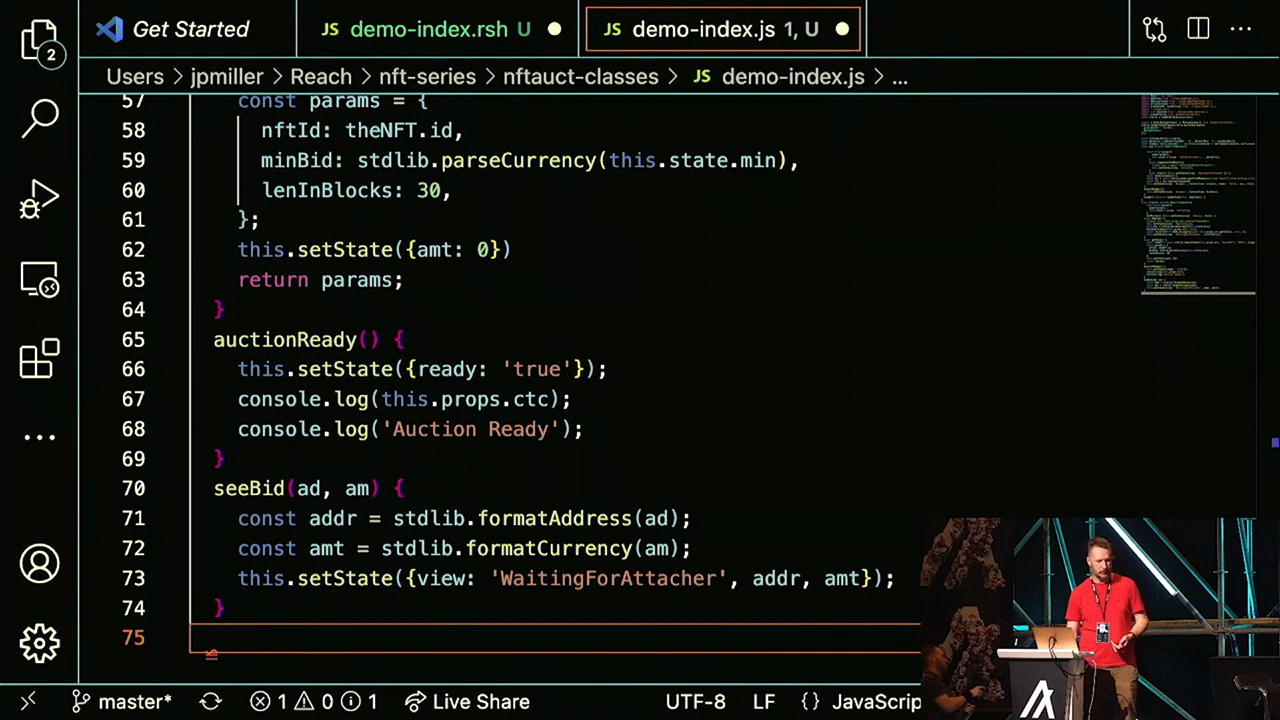 Get Started
JS demo-index.rsh U
JS demo-index.js 1, U
2
Users > jpmiller > Reach > nft-series > nftauct-classes > JS demo-index.js > ...
57 const params = {
58 nftId: theNFT.id,
59 minBid: stdlib.parseCurrency(this.state.min),
60 lenInBlocks: 30,
61 };
62 this.setState({amt: 0})
63 return params;
64 }
65 auctionReady() {
66 this.setState({ready: 'true'});
67 console.log(this.props.ctc);
68 console.log('Auction Ready');
69 }
70 seeBid(ad, am) {
71 const addr = stdlib.formatAddress(ad);
72 const amt = stdlib.formatCurrency(am);
73 this.setState({view: 'WaitingForAttacher', addr, amt});
74 }
75
master* 1 0 1 Live Share UTF-8 LF {} JavaScrip